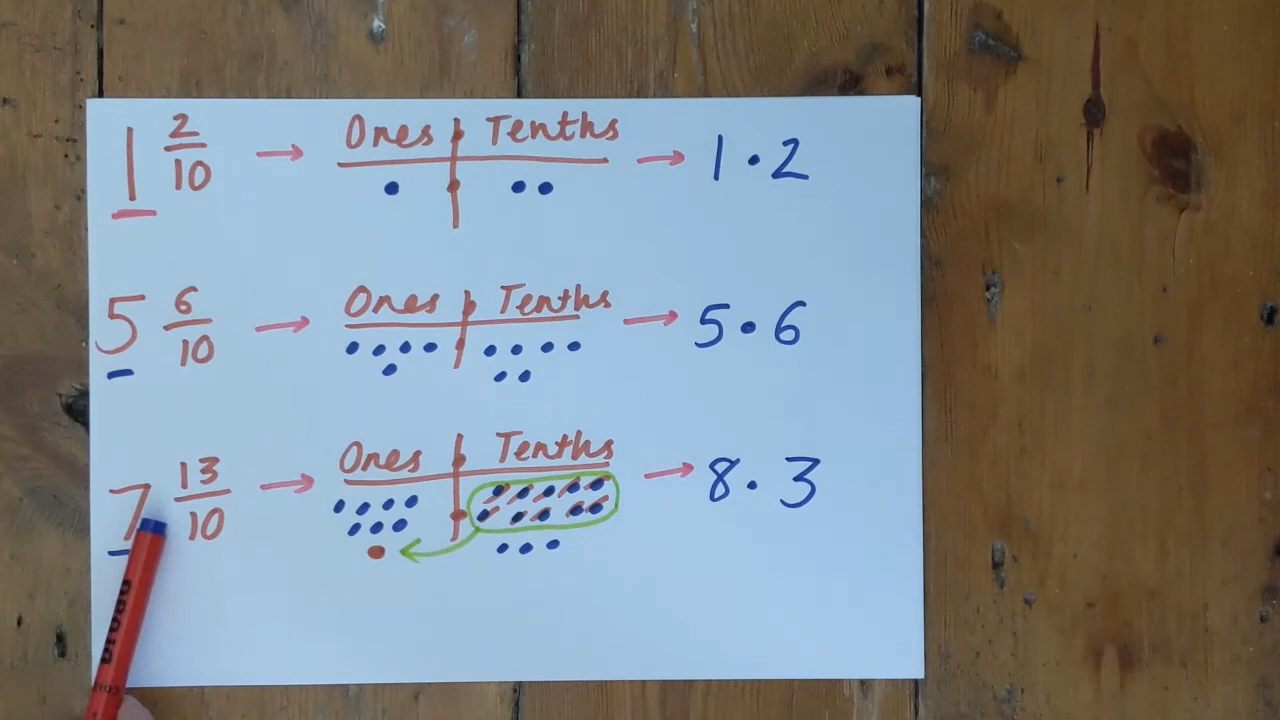 1 2/10 → Ones Tenths → 1·2
5 6/10 → Ones Tenths → 5·6
7 13/10 → Ones Tenths → 8·3